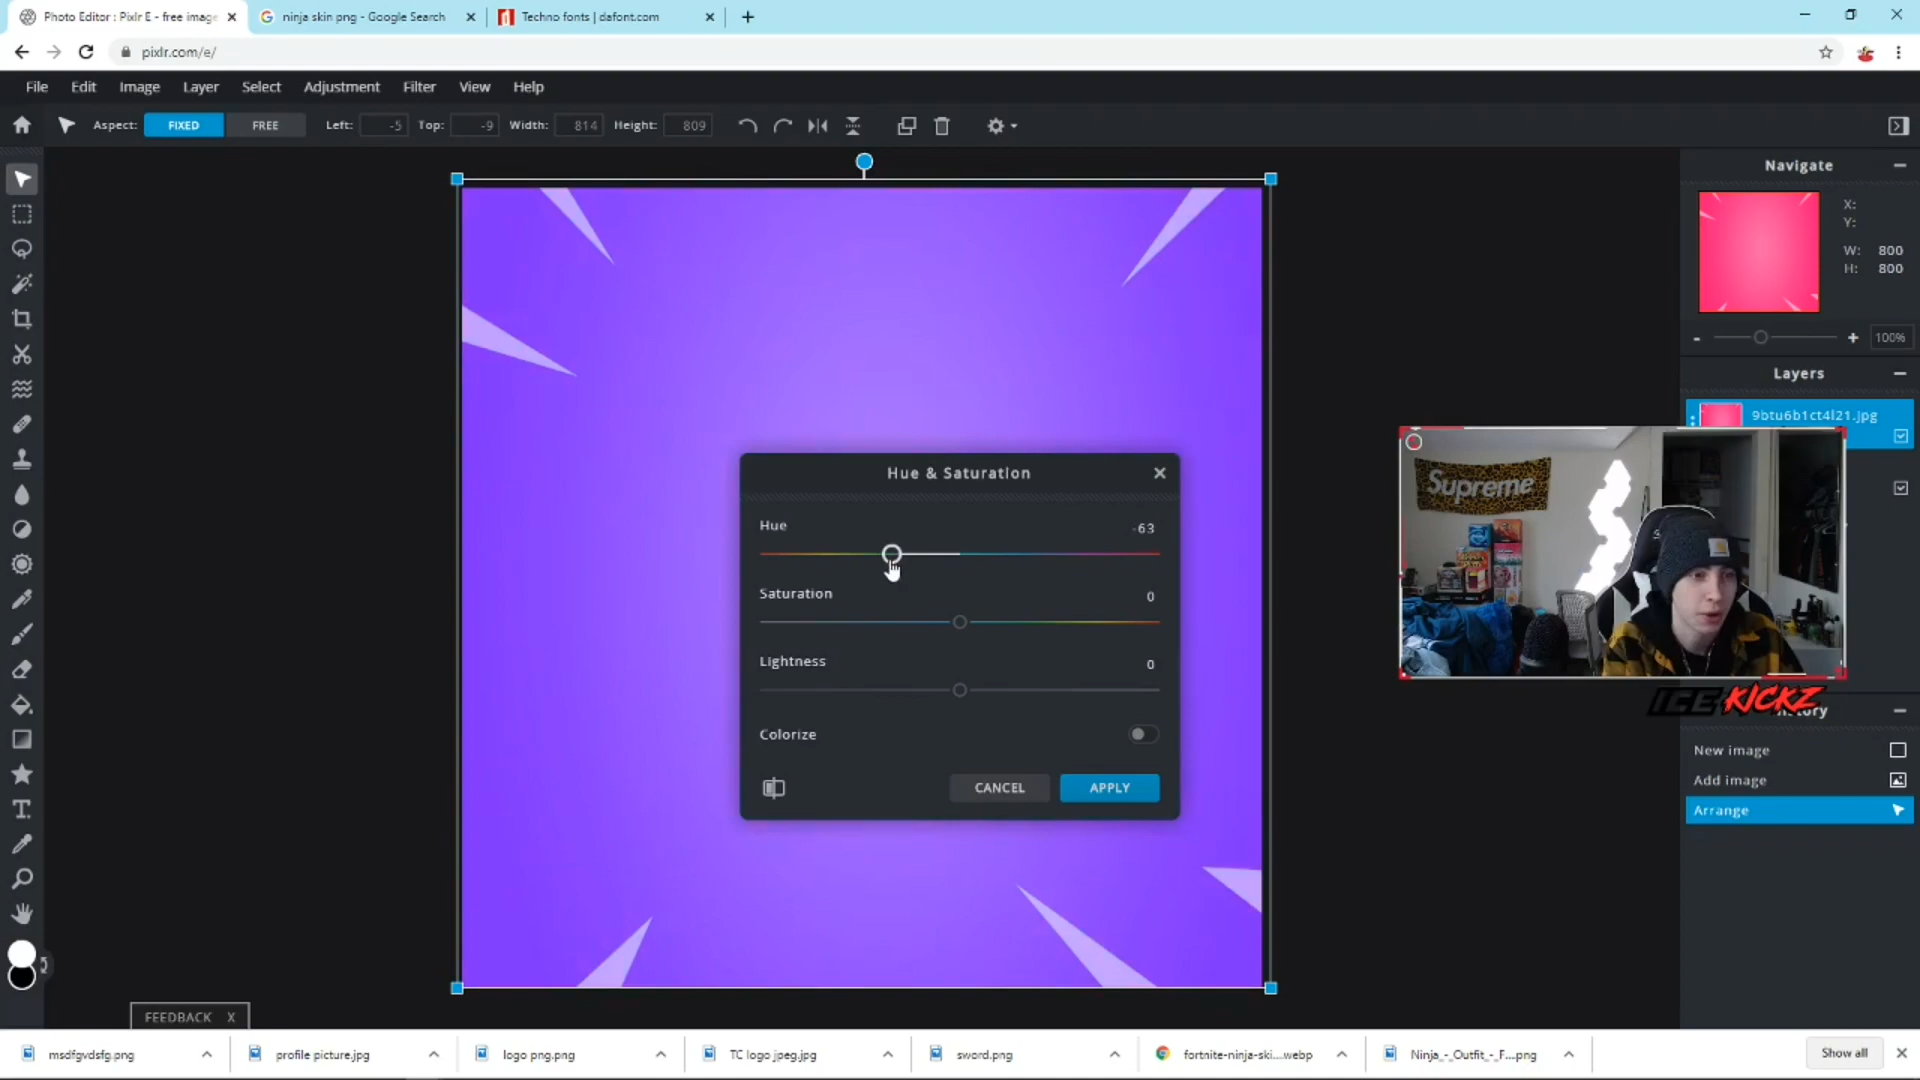 Photo Editor : Pixlr E - free image
ninja skin png - Google Search
Techno fonts | dafont.com
pixlr.com/e/
File Edit Image Layer Select Adjustment Filter View Help
Aspect: FIXED FREE Left: -5 Top: -9 Width: 814 Height: 809
Navigate
X:
Y:
W: 800
H: 800
100%
Layers
9btu6b1ct4l21.jpg
Hue & Saturation
Hue -63
Saturation 0
Lightness 0
Colorize
CANCEL APPLY
Supreme
ICE KICKZ
New image
Add image
Arrange
T
FEEDBACK X
msdfgvdsfg.png
profile picture.jpg
logo png.png
TC logo jpeg.jpg
sword.png
fortnite-ninja-ski....webp
Ninja_-_Outfit_-_F....png
Show all